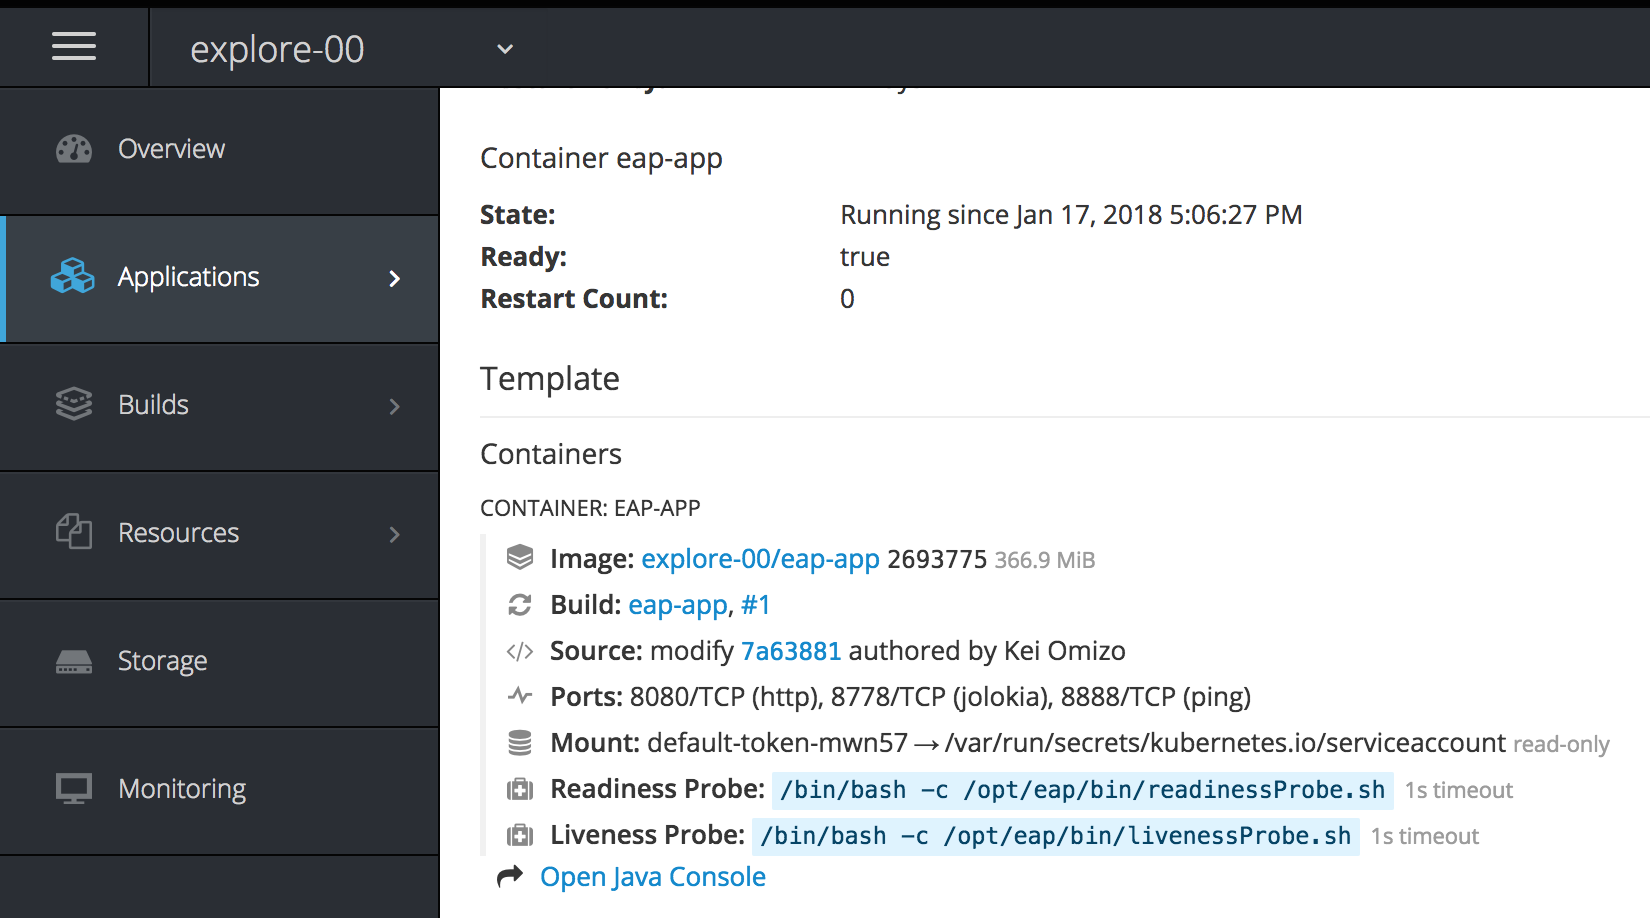 explore-00
Overview
Applications
Builds
Resources
Storage
Monitoring
Container eap-app
State: Running since Jan 17, 2018 5:06:27 PM
Ready: true
Restart Count: 0
Template
Containers
CONTAINER: EAP-APP
Image: explore-00/eap-app 2693775 366.9 MiB
Build: eap-app, #1
Source: modify 7a63881 authored by Kei Omizo
Ports: 8080/TCP (http), 8778/TCP (jolokia), 8888/TCP (ping)
Mount: default-token-mwn57→/var/run/secrets/kubernetes.io/serviceaccount read-only
Readiness Probe: /bin/bash -c /opt/eap/bin/readinessProbe.sh 1s timeout
Liveness Probe: /bin/bash -c /opt/eap/bin/livenessProbe.sh 1s timeout
Open Java Console